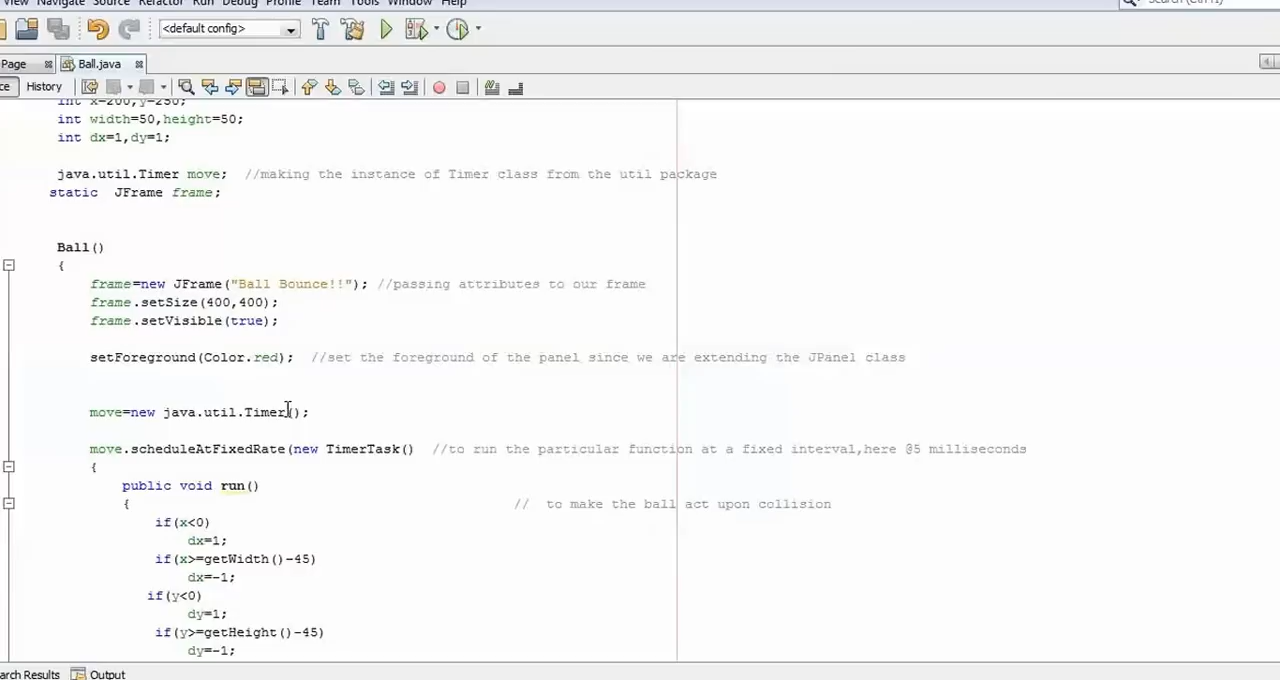 View Navigate Source Refactor Run Debug Profile Team Tools Window Help
Search (Ctrl+I)
<default config>
Page Ball.java
History
int x=200,y=250;
int width=50,height=50;
int dx=1,dy=1;
java.util.Timer move; //making the instance of Timer class from the util package
static JFrame frame;
Ball()
{
frame=new JFrame("Ball Bounce!!"); //passing attributes to our frame
frame.setSize(400,400);
frame.setVisible(true);
setForeground(Color.red); //set the foreground of the panel since we are extending the JPanel class
move=new java.util.Timer();
move.scheduleAtFixedRate(new TimerTask() //to run the particular function at a fixed interval,here @5 milliseconds
{
public void run()
{ // to make the ball act upon collision
if(x<0)
dx=1;
if(x>=getWidth()-45)
dx=-1;
if(y<0)
dy=1;
if(y>=getHeight()-45)
dy=-1;
arch Results Output